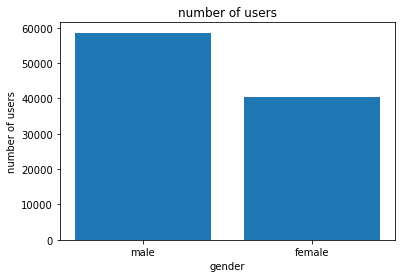 number of users
number of users
60000
50000
40000
30000
20000
10000
0
male
female
gender